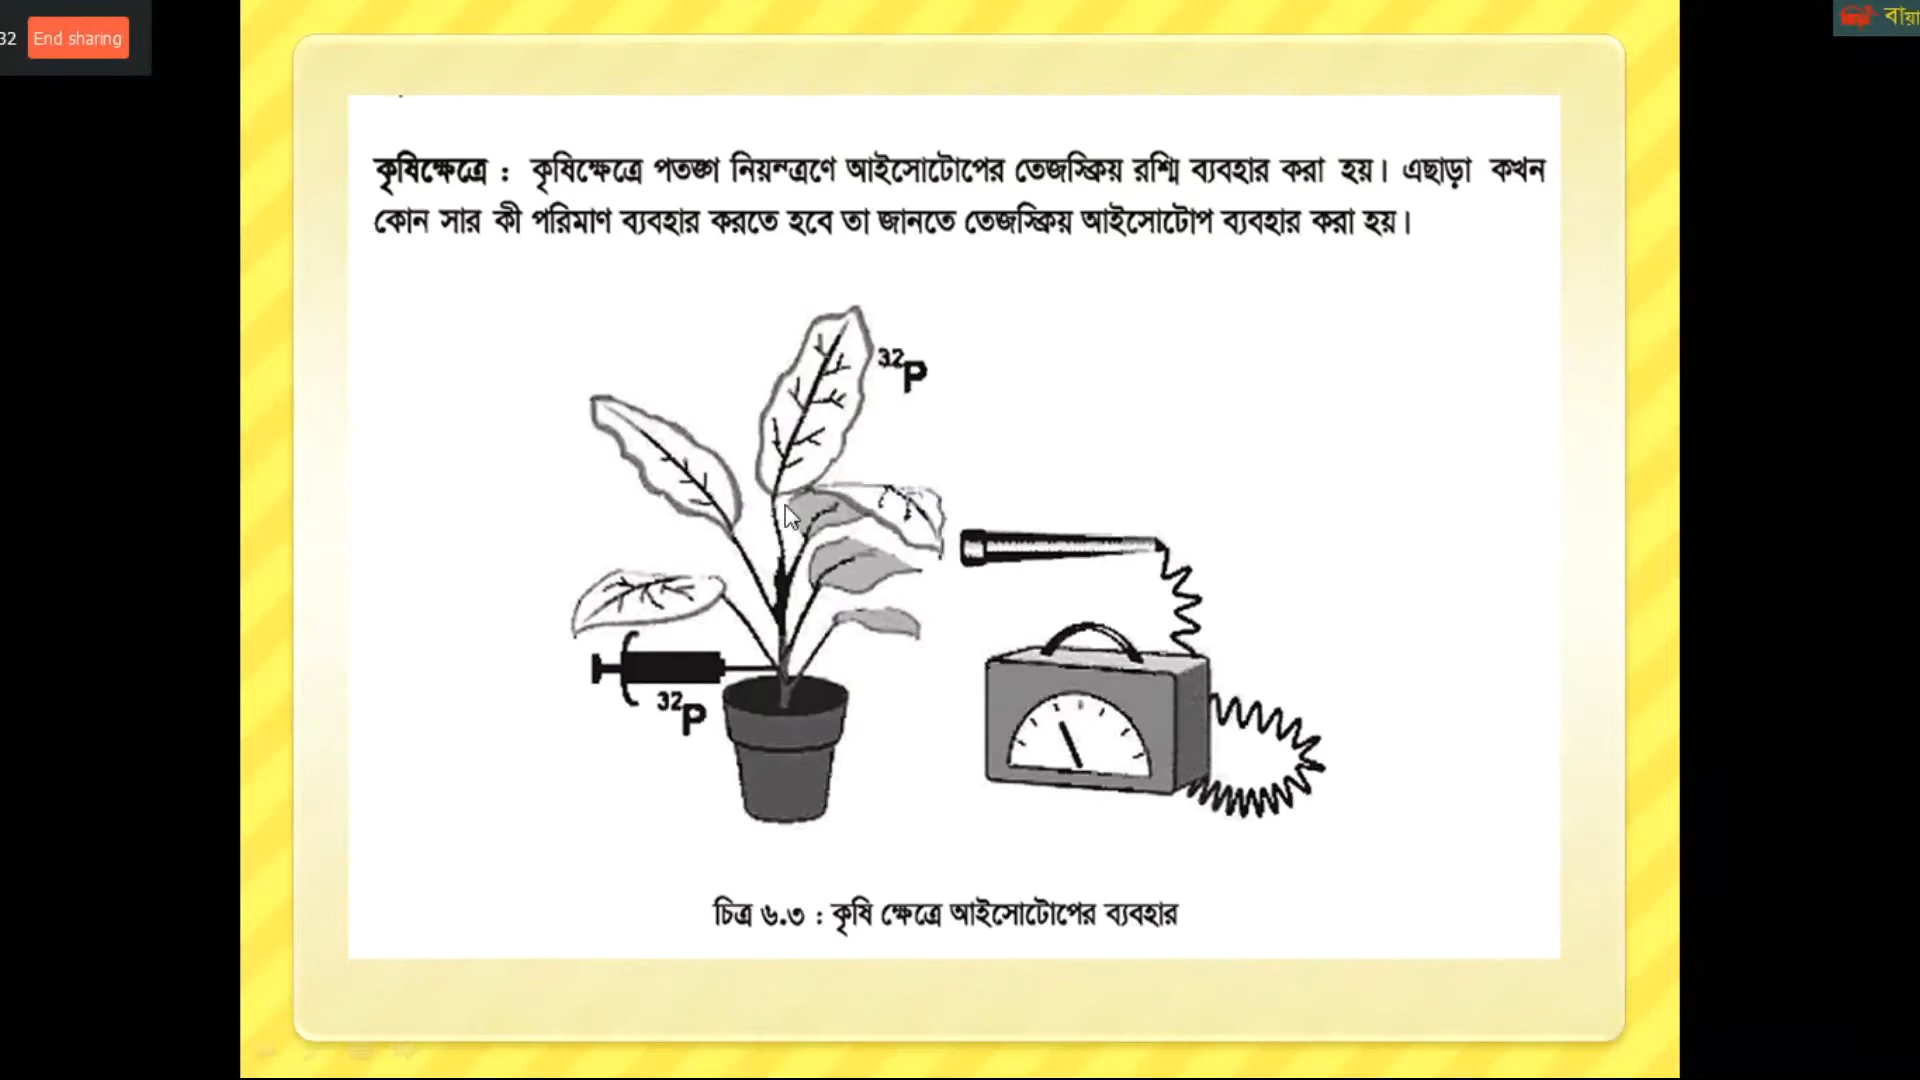 32 End sharing
কৃষিক্ষেত্রে : কৃষিক্ষেত্রে পতঙ্গ নিয়ন্ত্রণে আইসোটোপের তেজস্ক্রিয় রশ্মি ব্যবহার করা হয়। এছাড়া কখন
কোন সার কী পরিমাণ ব্যবহার করতে হবে তা জানতে তেজস্ক্রিয় আইসোটোপ ব্যবহার করা হয়।
³²P
³²P
চিত্র ৬.৩ : কৃষি ক্ষেত্রে আইসোটোপের ব্যবহার